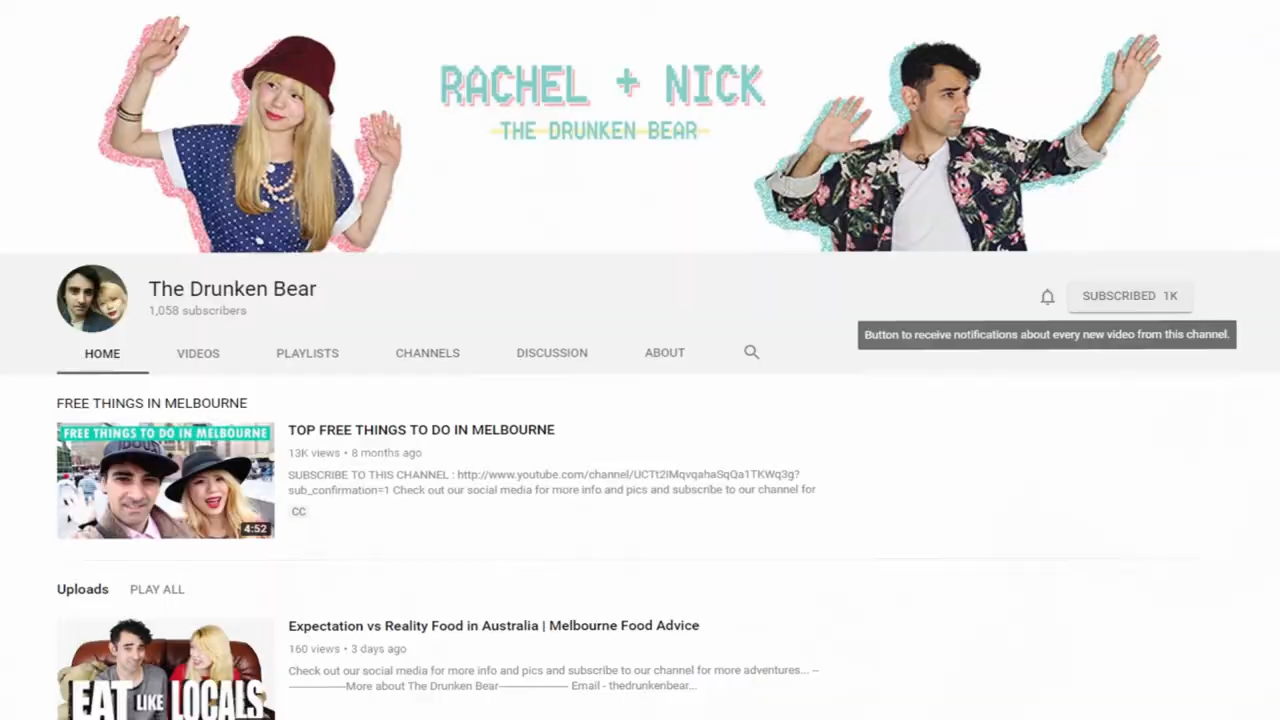 RACHEL + NICK
THE DRUNKEN BEAR
The Drunken Bear
1,058 subscribers
SUBSCRIBED 1K
Button to receive notifications about every new video from this channel.
HOME VIDEOS PLAYLISTS CHANNELS DISCUSSION ABOUT
FREE THINGS IN MELBOURNE
FREE THINGS TO DO IN MELBOURNE
4:52
TOP FREE THINGS TO DO IN MELBOURNE
13K views • 8 months ago
SUBSCRIBE TO THIS CHANNEL : http://www.youtube.com/channel/UCTt2IMqvqahaSqQa1TKWq3g?
sub_confirmation=1 Check out our social media for more info and pics and subscribe to our channel for
CC
Uploads PLAY ALL
EAT LIKE LOCALS
Expectation vs Reality Food in Australia | Melbourne Food Advice
160 views • 3 days ago
Check out our social media for more info and pics and subscribe to our channel for more adventures... --
---------------More about The Drunken Bear------------------ Email - thedrunkenbear...